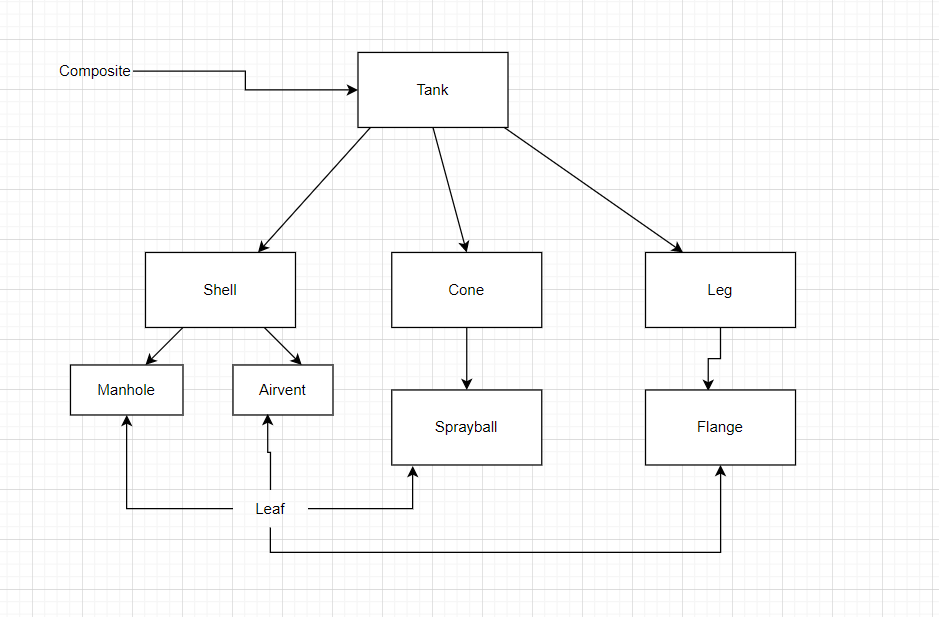 Composite
Tank
Shell
Cone
Leg
Manhole
Airvent
Sprayball
Flange
Leaf